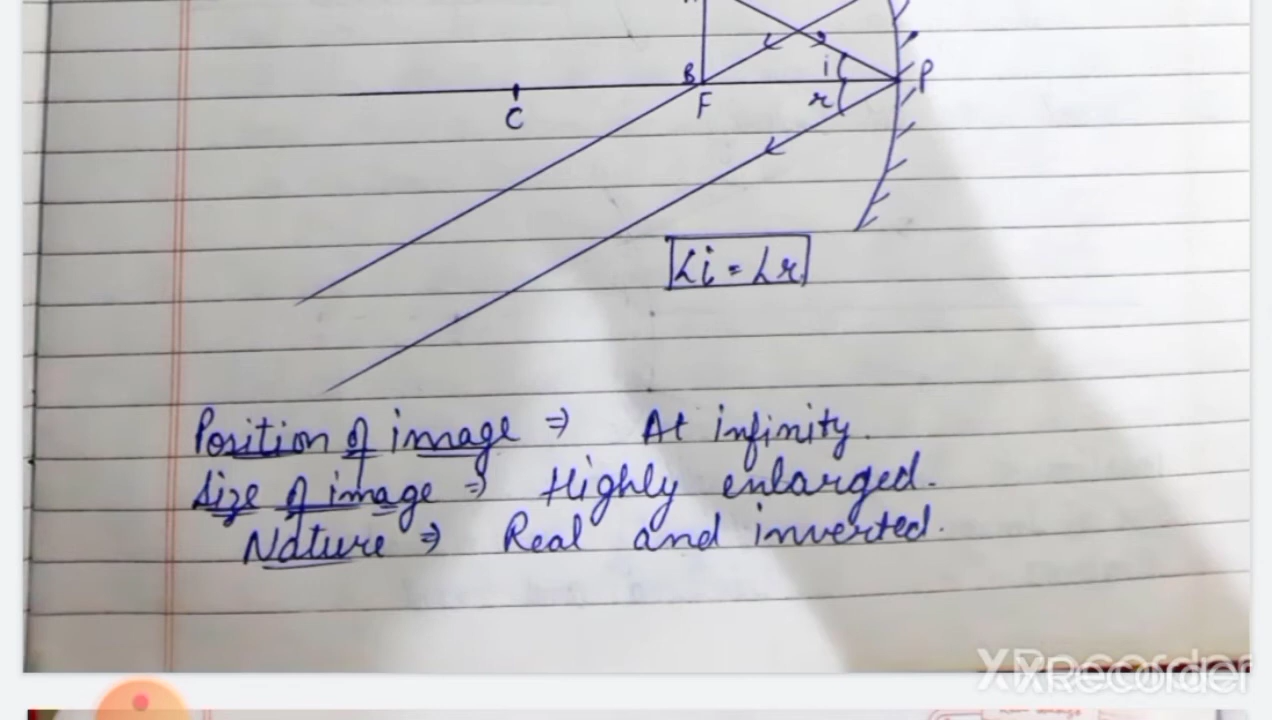 B
i
P
C
F
r
∠i = ∠r
Position of image ⇒ At infinity.
Size of image ⇒ Highly enlarged.
Nature ⇒ Real and inverted.
XRecorder